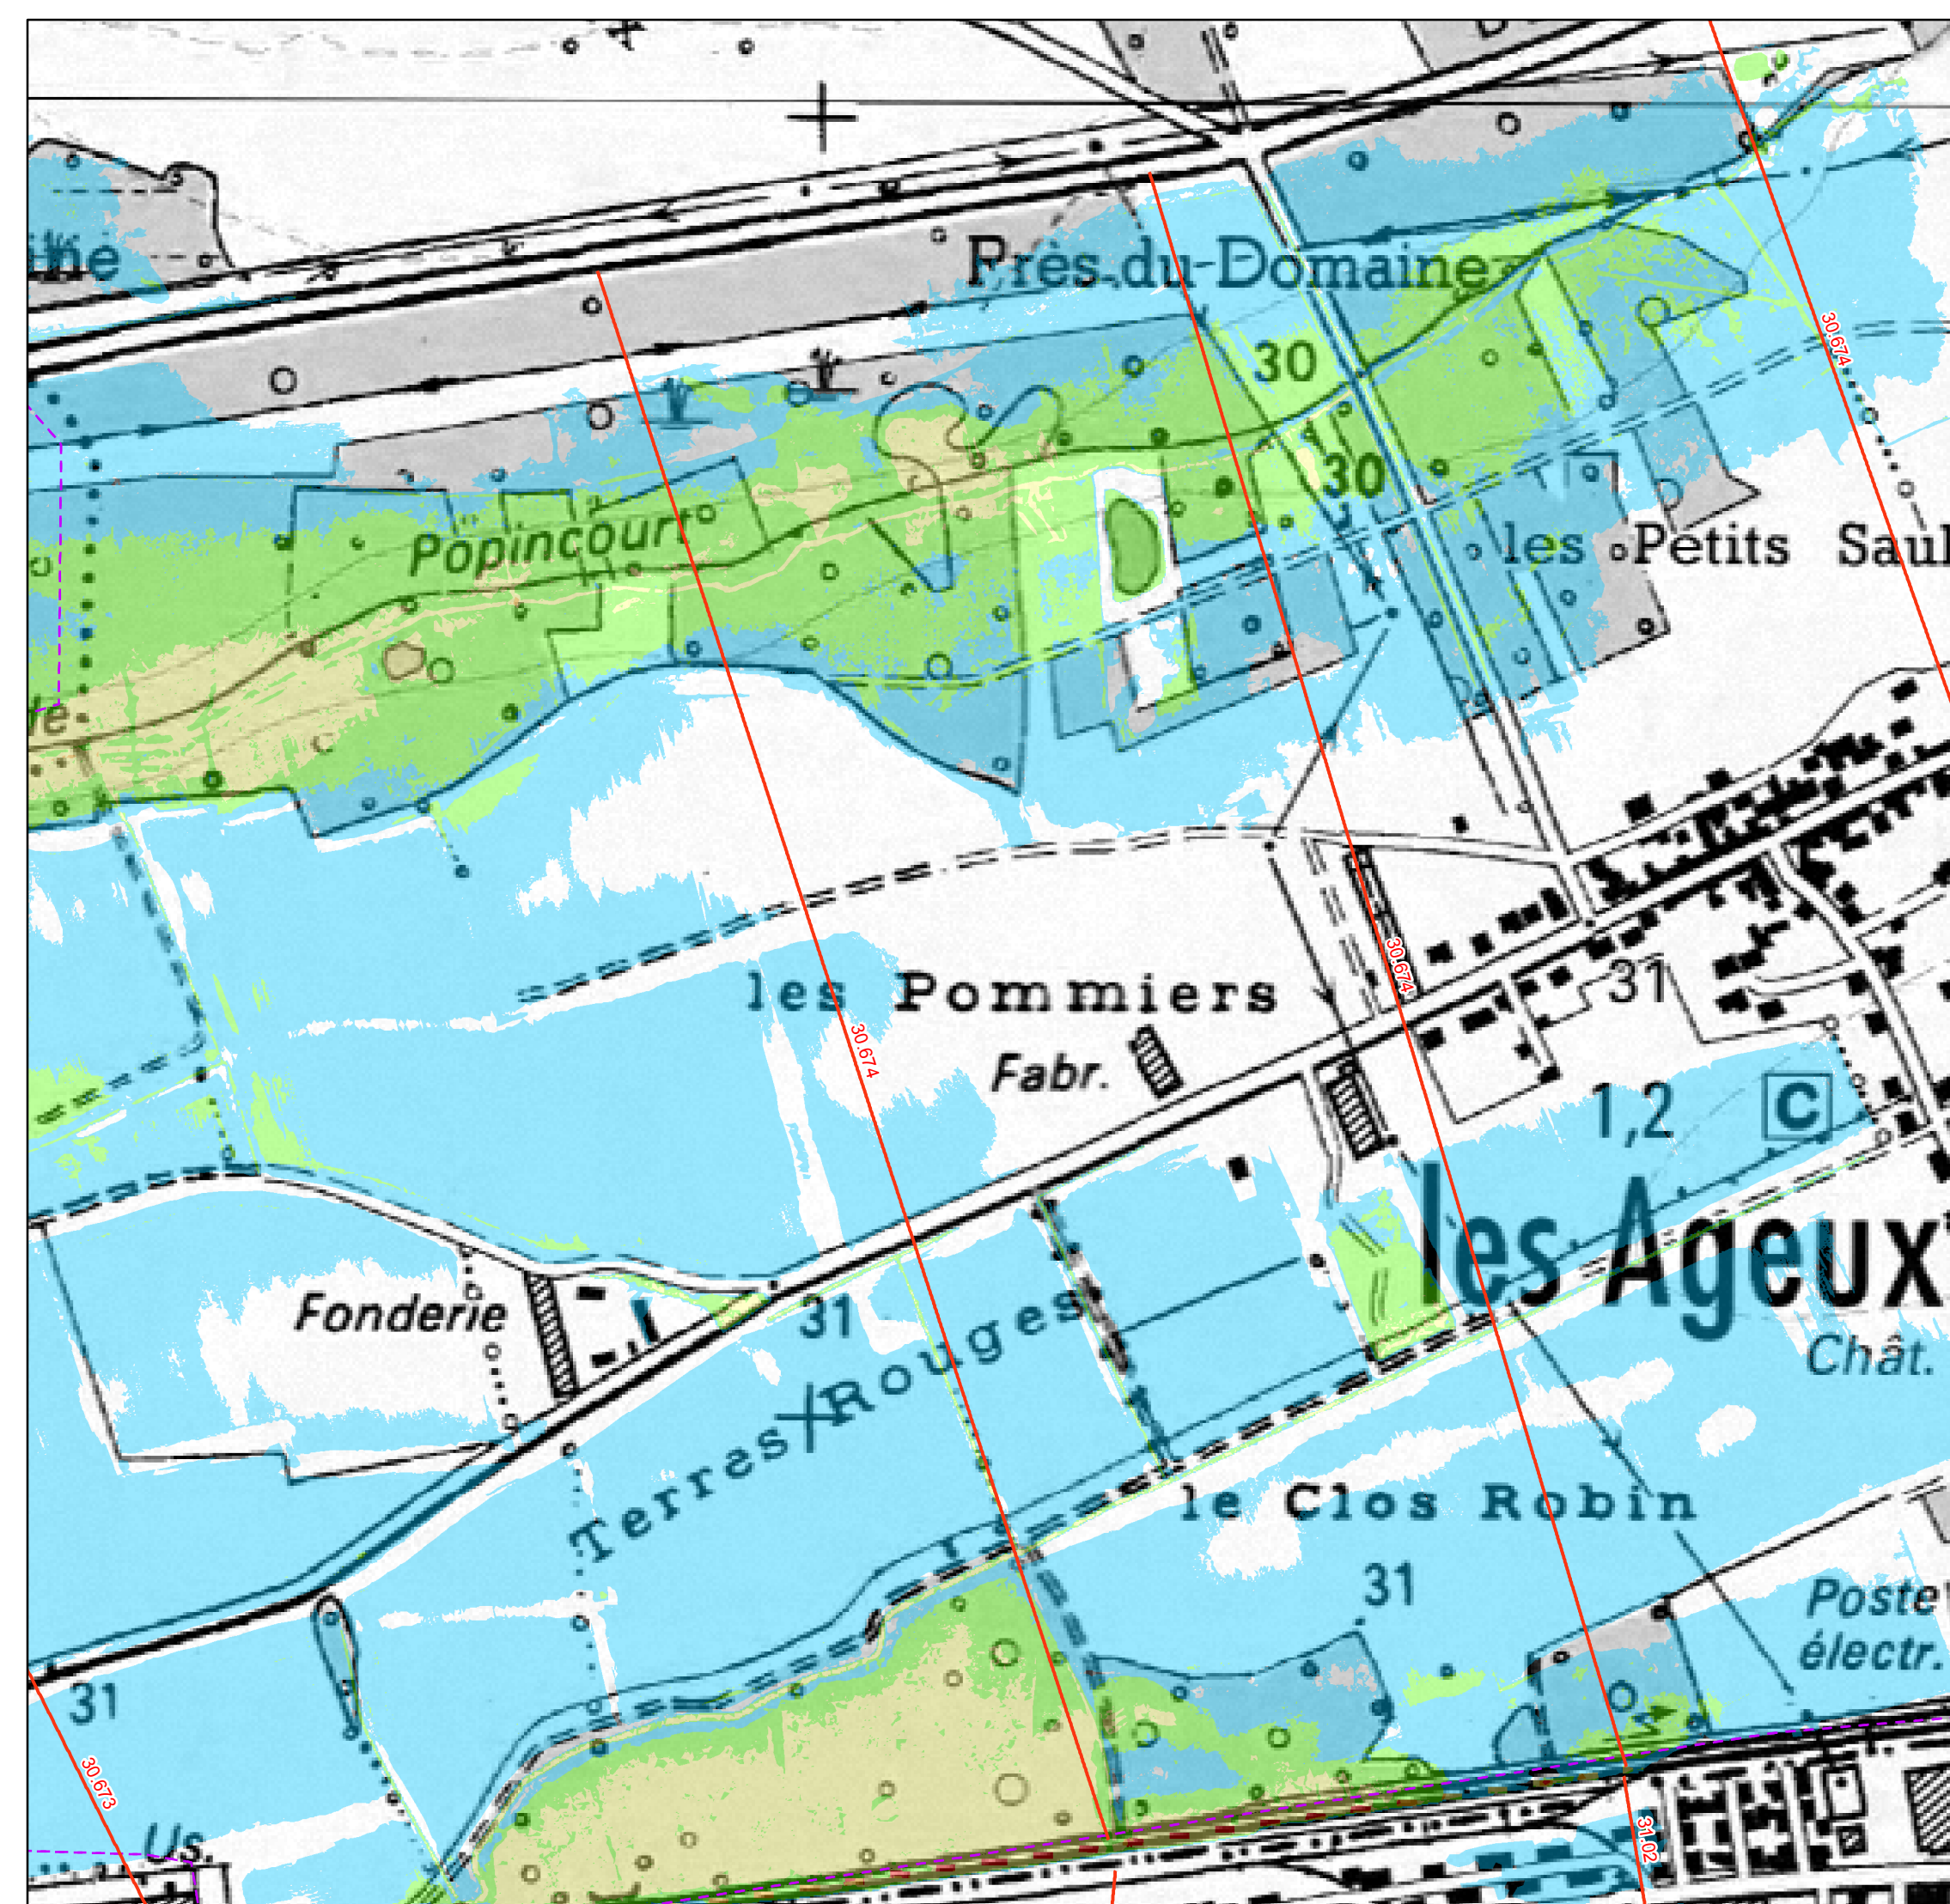 Près-du-Domaine
30.674
30
30
Popincourt
les Petits Saul
de
les Pommiers
30.674
31
Fabr.
30.674
1,2 C
les Ageux
Fonderie
31
Chât.
Terres Rouges
le Clos Robin
31
Poste
électr.
31
30.673
Us.
31.02